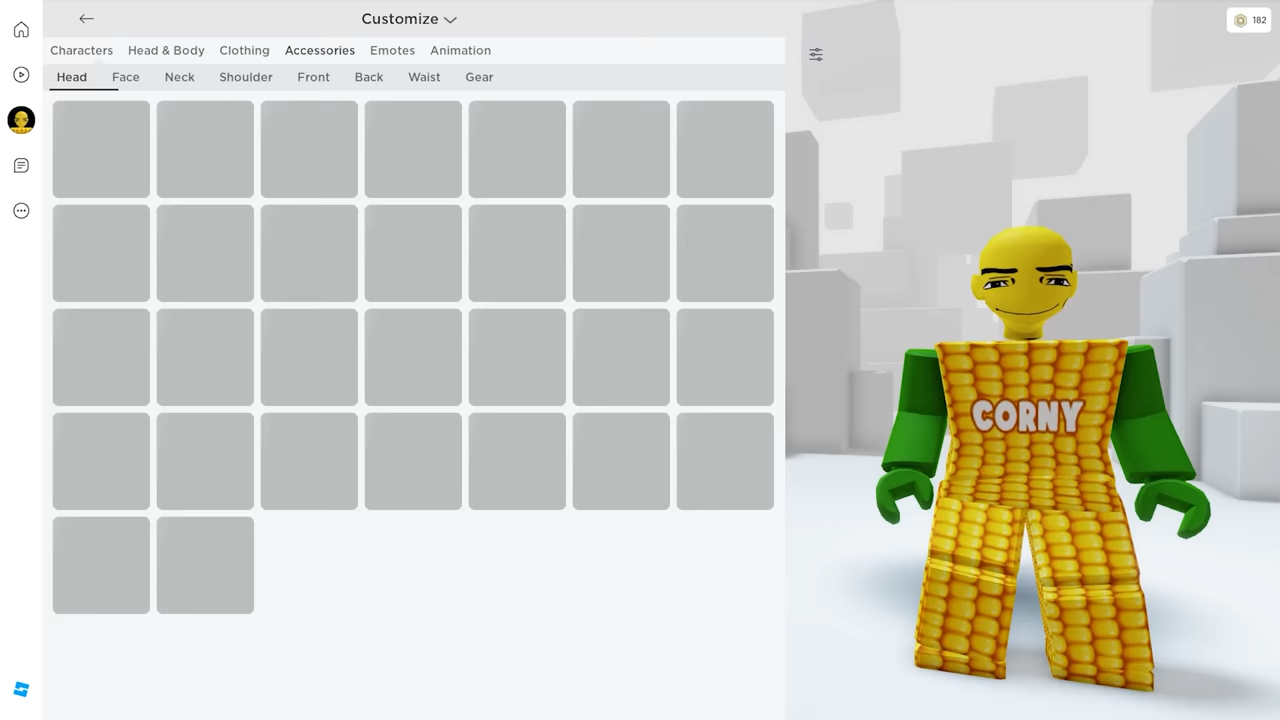 Customize
182
Characters Head & Body Clothing Accessories Emotes Animation
Head Face Neck Shoulder Front Back Waist Gear
CORNY